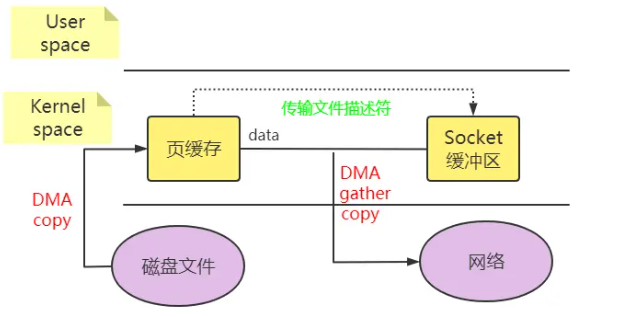 User
space
Kernel
space
传输文件描述符
页缓存
data
Socket
缓冲区
DMA
copy
DMA
gather
copy
磁盘文件
网络